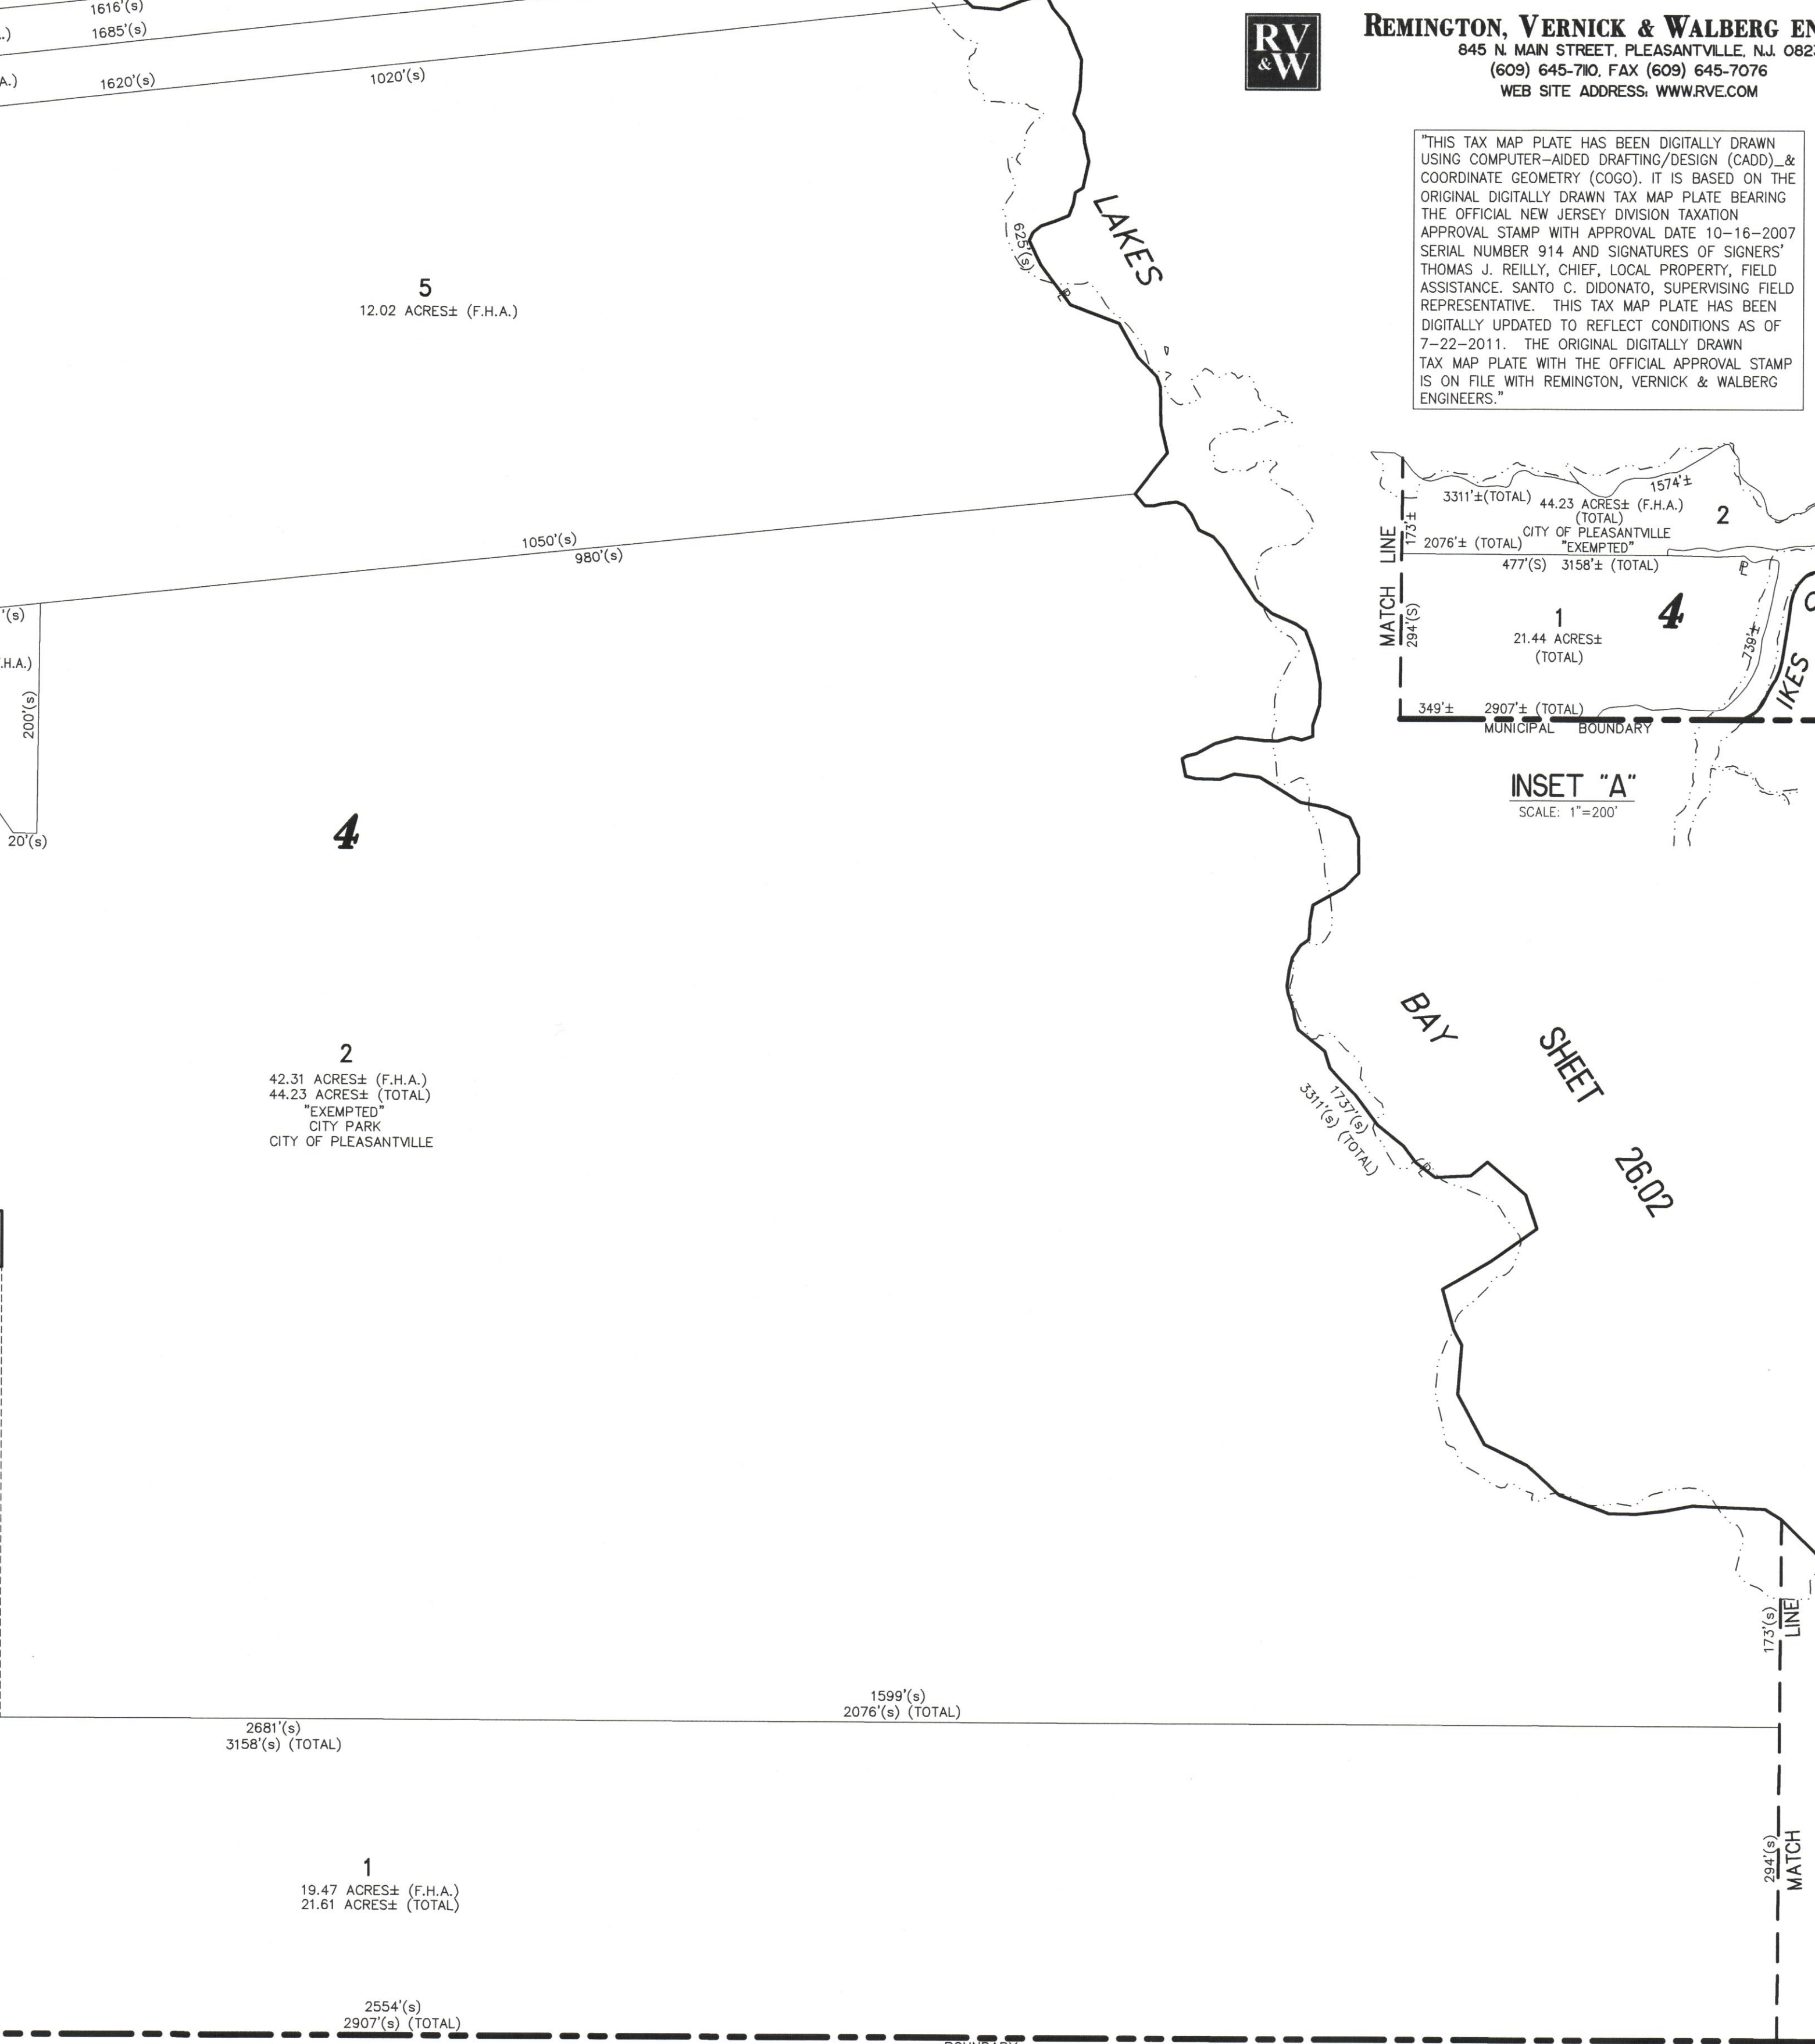 1616'(s)
1685'(s)
1620'(s)
1020'(s)
RV
&W
REMINGTON, VERNICK & WALBERG EN
845 N. MAIN STREET, PLEASANTVILLE, N.J. 082
(609) 645-7110, FAX (609) 645-7076
WEB SITE ADDRESS: WWW.RVE.COM
"THIS TAX MAP PLATE HAS BEEN DIGITALLY DRAWN
USING COMPUTER-AIDED DRAFTING/DESIGN (CADD)_&
COORDINATE GEOMETRY (COGO). IT IS BASED ON THE
ORIGINAL DIGITALLY DRAWN TAX MAP PLATE BEARING
THE OFFICIAL NEW JERSEY DIVISION TAXATION
APPROVAL STAMP WITH APPROVAL DATE 10-16-2007
SERIAL NUMBER 914 AND SIGNATURES OF SIGNERS'
THOMAS J. REILLY, CHIEF, LOCAL PROPERTY, FIELD
ASSISTANCE. SANTO C. DIDONATO, SUPERVISING FIELD
REPRESENTATIVE. THIS TAX MAP PLATE HAS BEEN
DIGITALLY UPDATED TO REFLECT CONDITIONS AS OF
7-22-2011. THE ORIGINAL DIGITALLY DRAWN
TAX MAP PLATE WITH THE OFFICIAL APPROVAL STAMP
IS ON FILE WITH REMINGTON, VERNICK & WALBERG
ENGINEERS."
LAKES
625'(s)
5
12.02 ACRES± (F.H.A.)
1050'(s)
980'(s)
'(s)
.H.A.)
200'(s)
20'(s)
4
1574'±
3311'±(TOTAL)
44.23 ACRES± (F.H.A.)
(TOTAL)
2
CITY OF PLEASANTVILLE
"EXEMPTED"
173'±
2076'± (TOTAL)
477'(S) 3158'± (TOTAL)
MATCH LINE
294'(S)
1
21.44 ACRES±
(TOTAL)
4
739'±
IKES
349'±
2907'± (TOTAL)
MUNICIPAL BOUNDARY
INSET "A"
SCALE: 1"=200'
BAY
SHEET
26.02
2
42.31 ACRES± (F.H.A.)
44.23 ACRES± (TOTAL)
"EXEMPTED"
CITY PARK
CITY OF PLEASANTVILLE
1737'(s)
3311'(s) (TOTAL)
173'(s)
LINE
1599'(s)
2076'(s) (TOTAL)
2681'(s)
3158'(s) (TOTAL)
294'(s)
MATCH
1
19.47 ACRES± (F.H.A.)
21.61 ACRES± (TOTAL)
2554'(s)
2907'(s) (TOTAL)